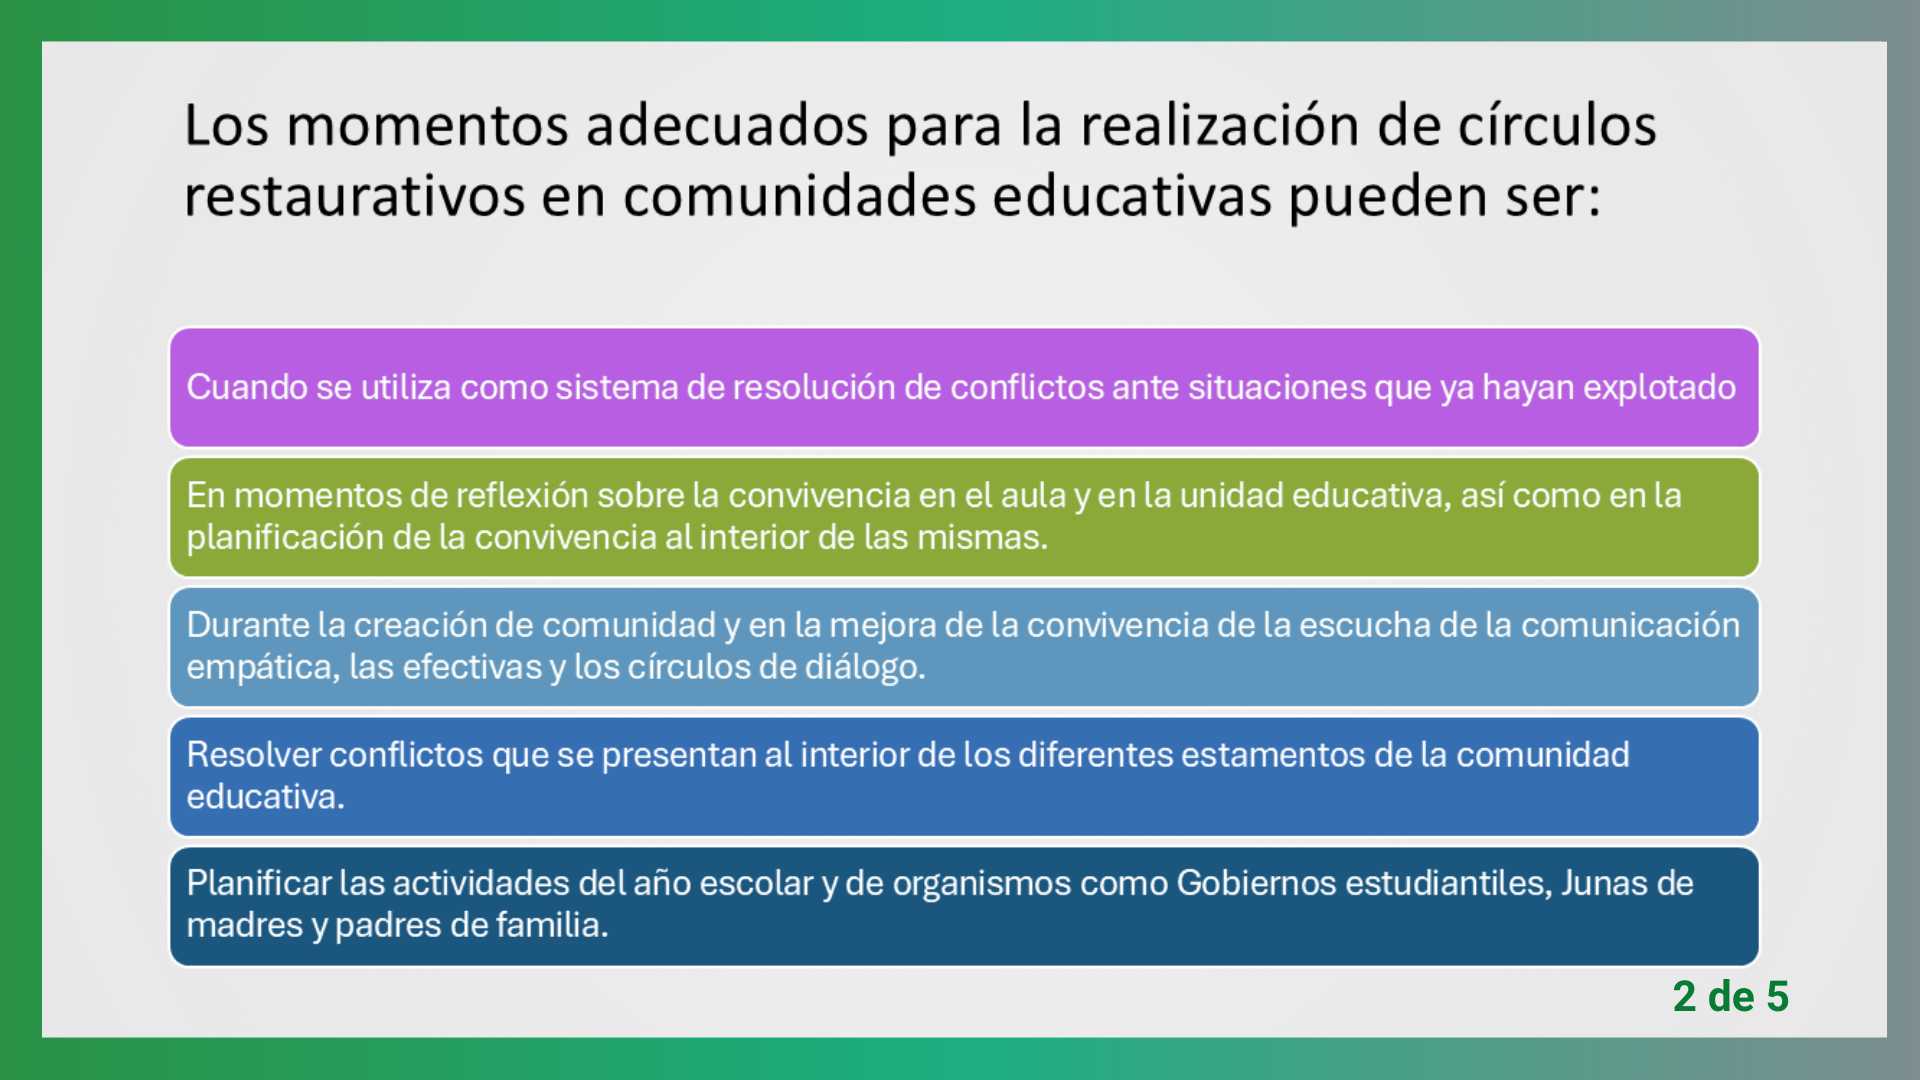 Los momentos adecuados para la realización de círculos
restaurativos en comunidades educativas pueden ser:
Cuando se utiliza como sistema de resolución de conflictos ante situaciones que ya hayan explotado
En momentos de reflexión sobre la convivencia en el aula y en la unidad educativa, así como en la
planificación de la convivencia al interior de las mismas.
Durante la creación de comunidad y en la mejora de la convivencia de la escucha de la comunicación
empática, las efectivas y los círculos de diálogo.
Resolver conflictos que se presentan al interior de los diferentes estamentos de la comunidad
educativa.
Planificar las actividades del año escolar y de organismos como Gobiernos estudiantiles, Junas de
madres y padres de familia.
2 de 5